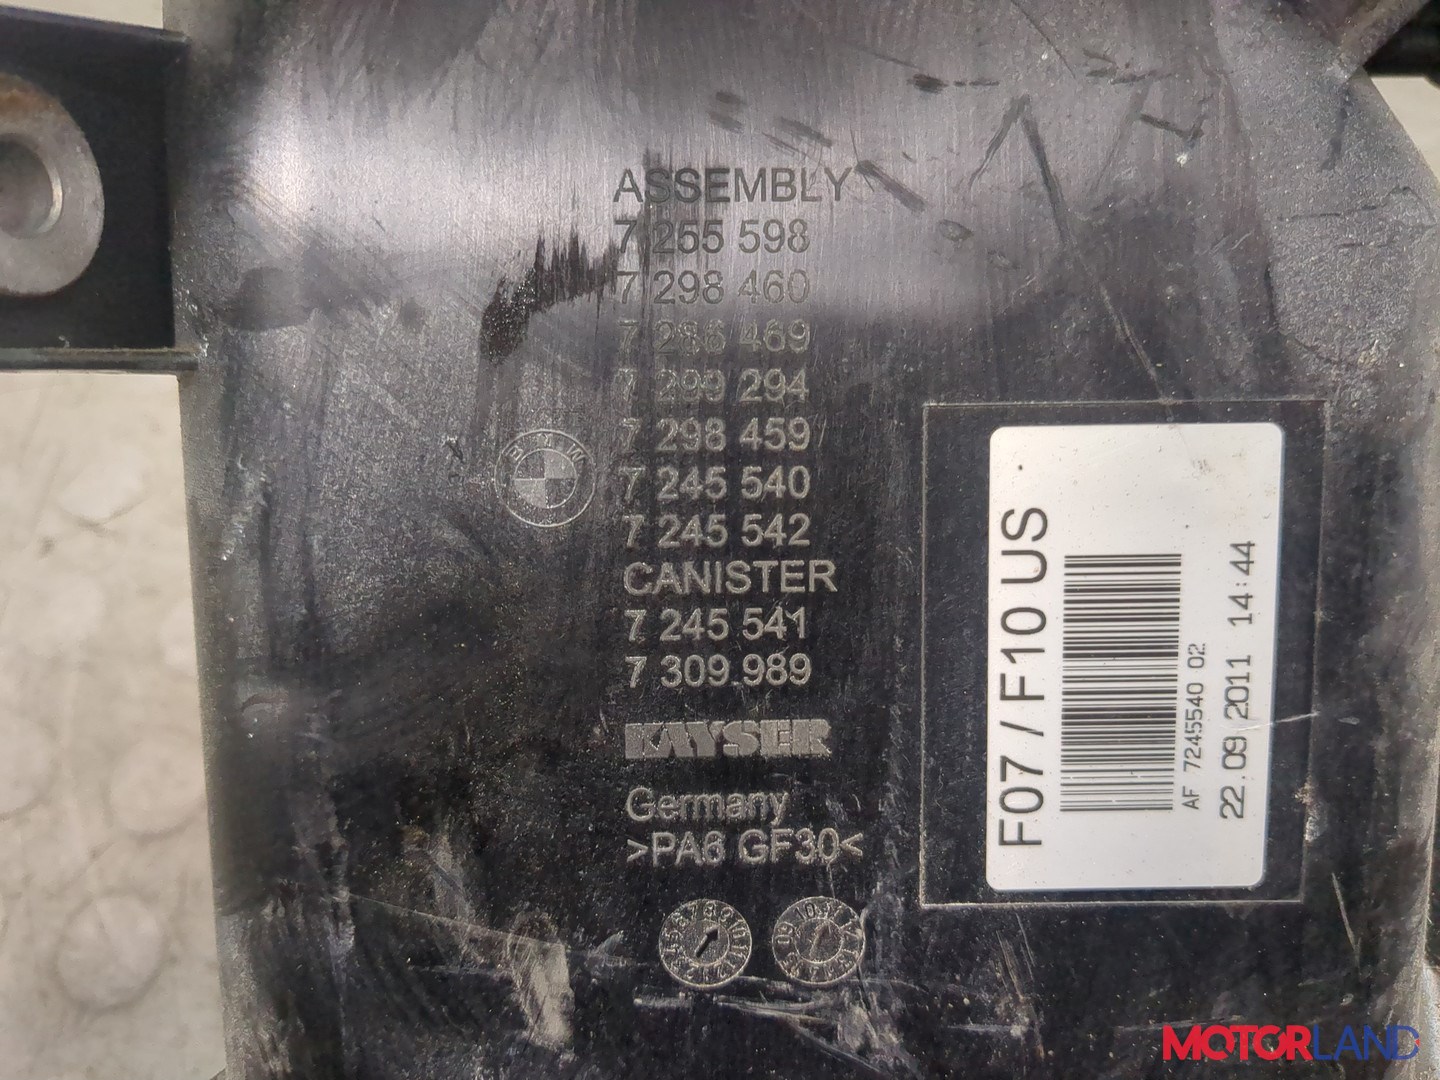 ASSEMBLY
7 255 598
7 298 460
469
294
7 298 459
7 245 540
7 245 542
CANISTER
7 245 541
7 309.989
KAYSER
Germany
>PA6 GF30<
BMW
F07 / F10 US
AF 7245540 02
22.09.2011 14:44
MOTORLAND